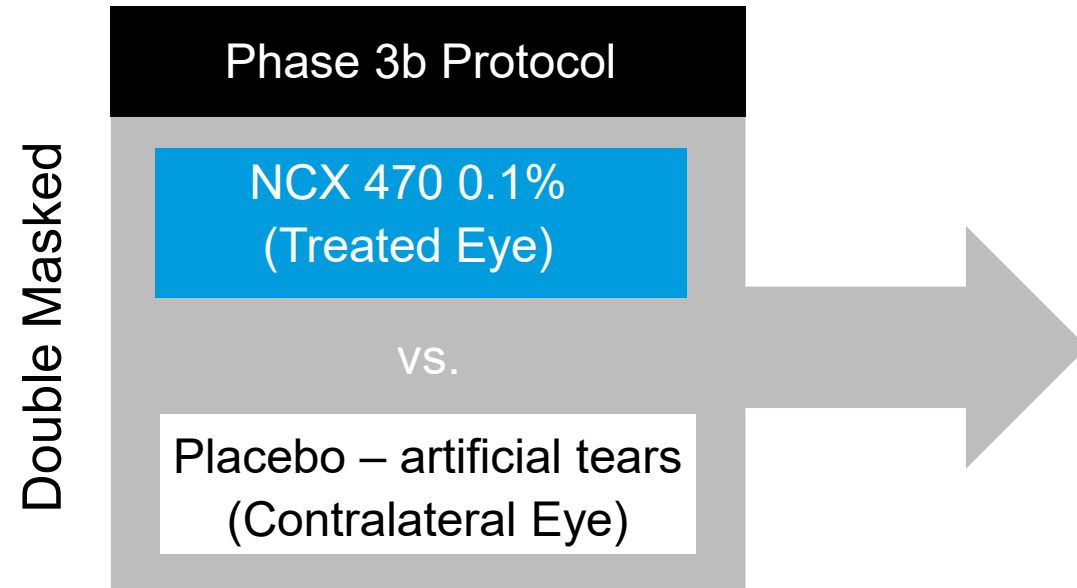 Phase 3b Protocol
Double Masked
NCX 470 0.1%
(Treated Eye)
vs.
Placebo – artificial tears
(Contralateral Eye)